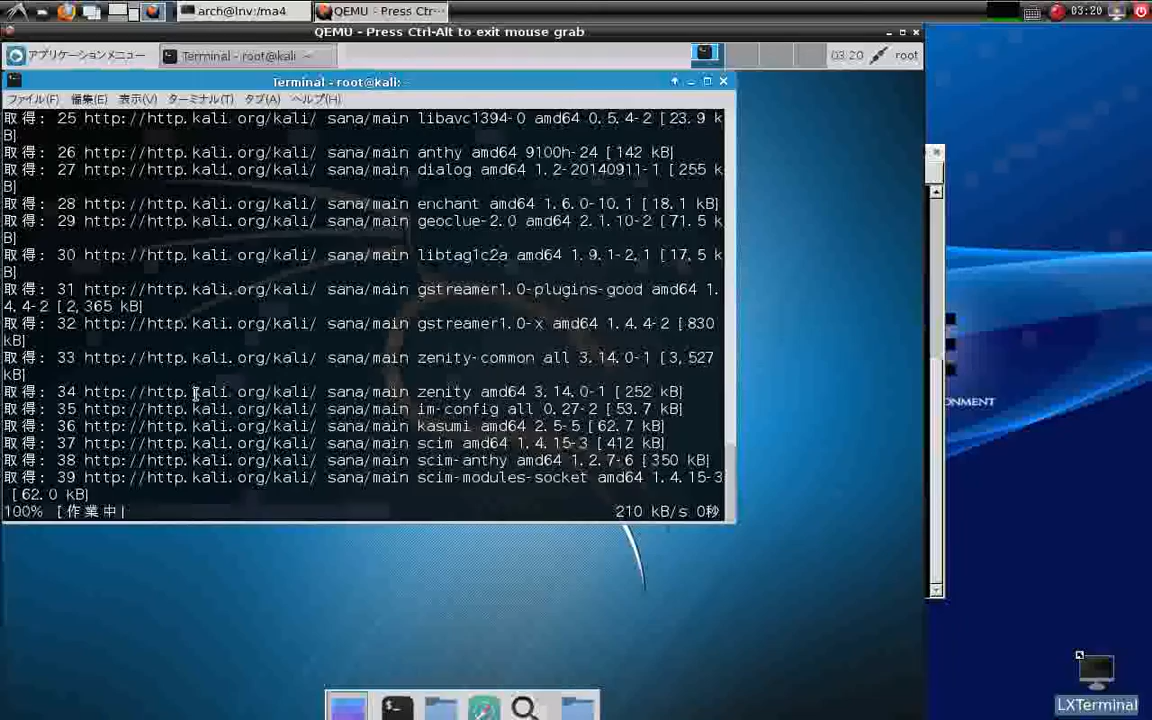 arch@lnv:/ma4
QEMU - Press Ctr-
03:20
QEMU - Press Ctrl-Alt to exit mouse grab
アプリケーションメニュー
Terminal - root@kali: ~
03:20
root
Terminal - root@kali: ~
ファイル(F) 編集(E) 表示(V) ターミナル(T) タブ(A) ヘルプ(H)
取得: 25 http://http.kali.org/kali/ sana/main libavc1394-0 amd64 0.5.4-2 [23.9 k
B]
取得: 26 http://http.kali.org/kali/ sana/main anthy amd64 9100h-24 [142 kB]
取得: 27 http://http.kali.org/kali/ sana/main dialog amd64 1.2-20140911-1 [255 k
B]
取得: 28 http://http.kali.org/kali/ sana/main enchant amd64 1.6.0-10.1 [18.1 kB]
取得: 29 http://http.kali.org/kali/ sana/main geoclue-2.0 amd64 2.1.10-2 [71.5 k
B]
取得: 30 http://http.kali.org/kali/ sana/main libtag1c2a amd64 1.9.1-2.1 [17.5 k
B]
取得: 31 http://http.kali.org/kali/ sana/main gstreamer1.0-plugins-good amd64 1.
4.4-2 [2,365 kB]
取得: 32 http://http.kali.org/kali/ sana/main gstreamer1.0-x amd64 1.4.4-2 [830
kB]
取得: 33 http://http.kali.org/kali/ sana/main zenity-common all 3.14.0-1 [3,527
kB]
取得: 34 http://http.kali.org/kali/ sana/main zenity amd64 3.14.0-1 [252 kB]
取得: 35 http://http.kali.org/kali/ sana/main im-config all 0.27-2 [53.7 kB]
取得: 36 http://http.kali.org/kali/ sana/main kasumi amd64 2.5-5 [62.7 kB]
取得: 37 http://http.kali.org/kali/ sana/main scim amd64 1.4.15-3 [412 kB]
取得: 38 http://http.kali.org/kali/ sana/main scim-anthy amd64 1.2.7-6 [350 kB]
取得: 39 http://http.kali.org/kali/ sana/main scim-modules-socket amd64 1.4.15-3
[62.0 kB]
100% [作業中] 210 kB/s 0秒
ONMENT
LXTerminal